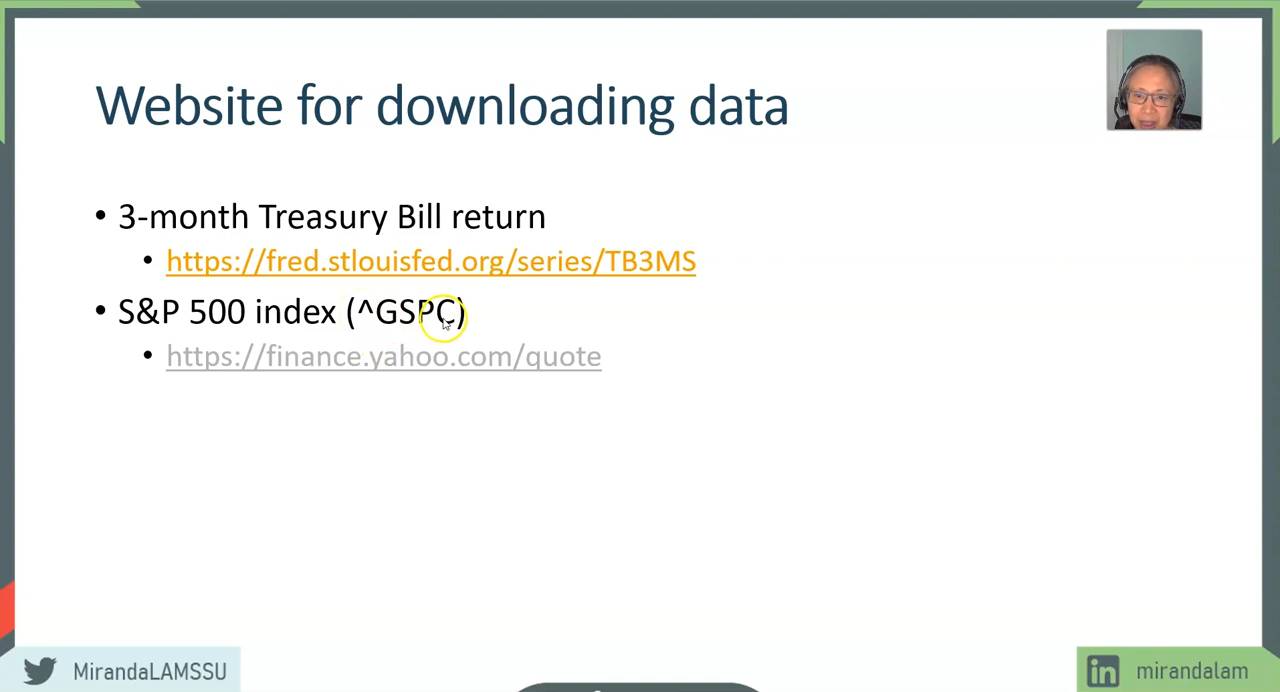 Website for downloading data
• 3-month Treasury Bill return
• https://fred.stlouisfed.org/series/TB3MS
• S&P 500 index (^GSPC)
• https://finance.yahoo.com/quote
MirandaLAMSSU
in mirandalam